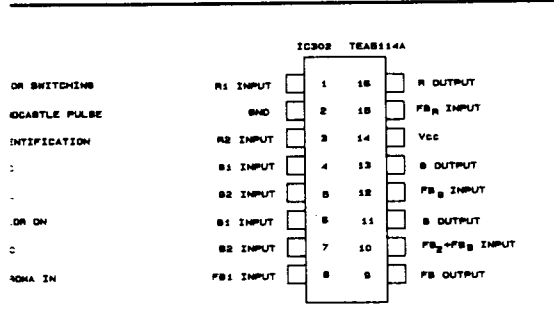 IC302 TEA5114A
OR SWITCHING R1 INPUT 1 16 R OUTPUT
OCASTLE PULSE GND 2 15 FBR INPUT
ENTIFICATION R2 INPUT 3 14 Vcc
G1 INPUT 4 13 G OUTPUT
G2 INPUT 5 12 FBG INPUT
OR ON B1 INPUT 6 11 B OUTPUT
B2 INPUT 7 10 FB2+FBB INPUT
ROMA IN FB1 INPUT 8 9 FB OUTPUT